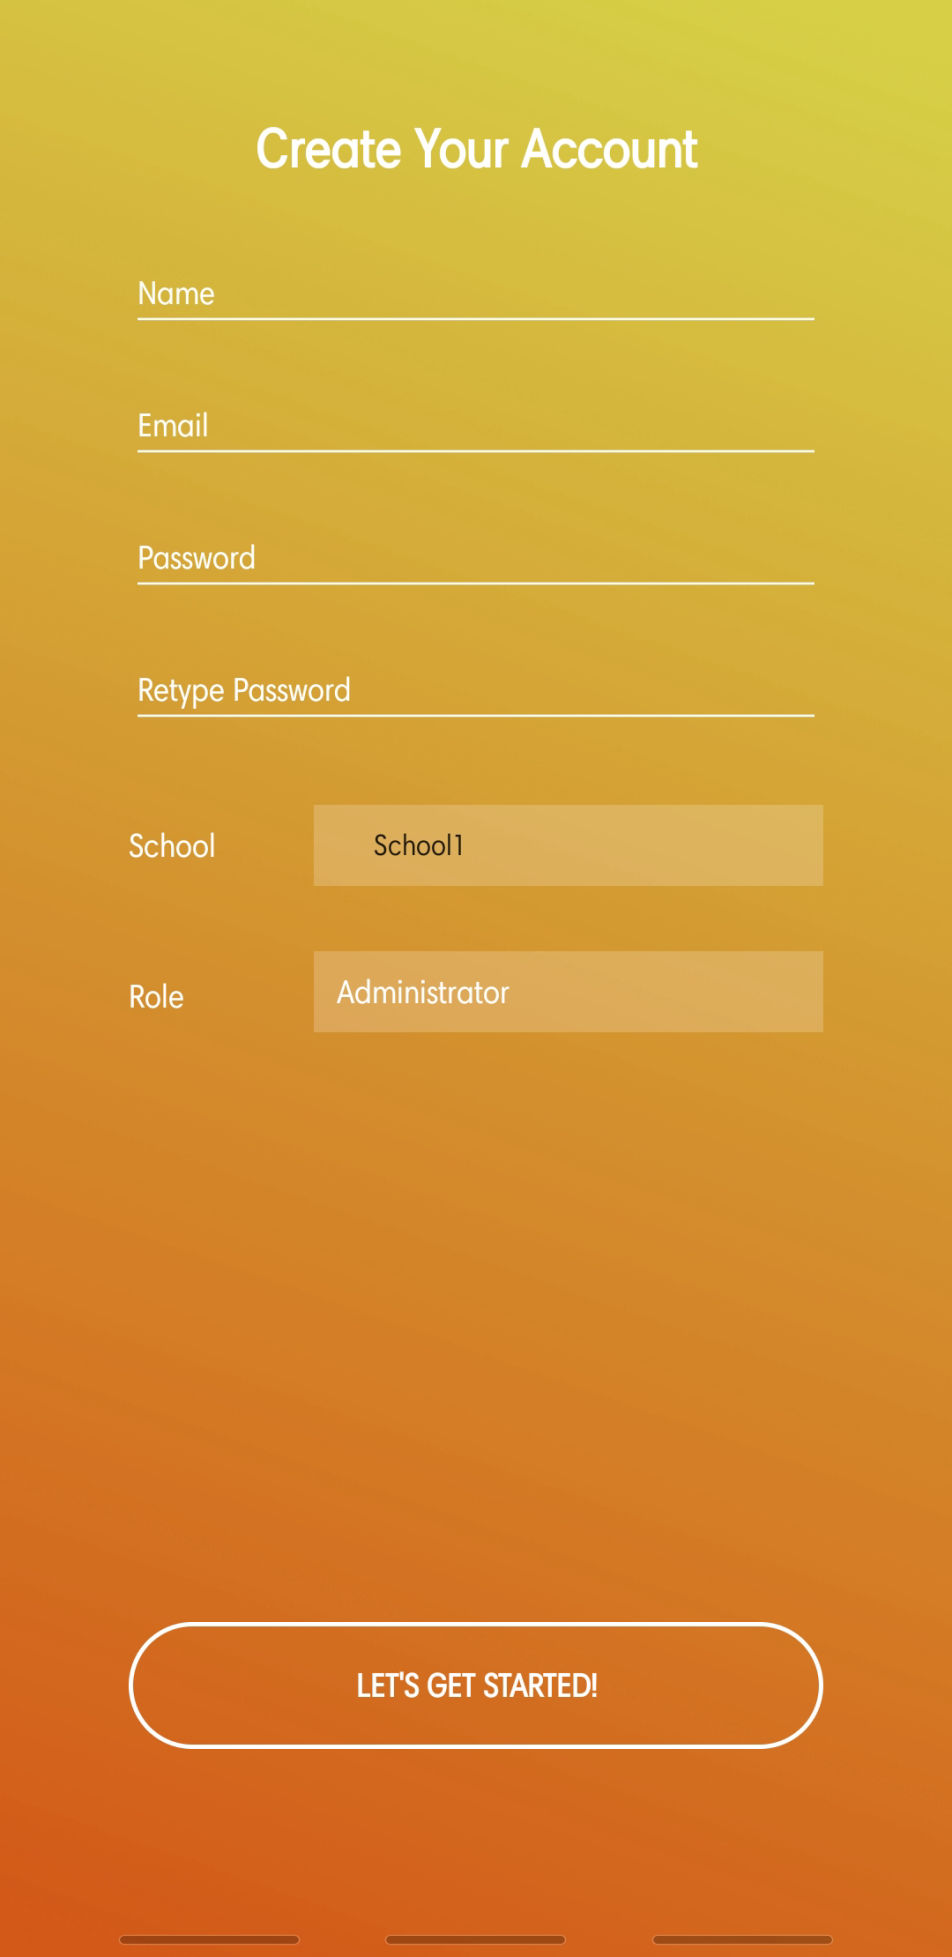 Create Your Account
Name
Email
Password
Retype Password
School School1
Role Administrator
LET'S GET STARTED!